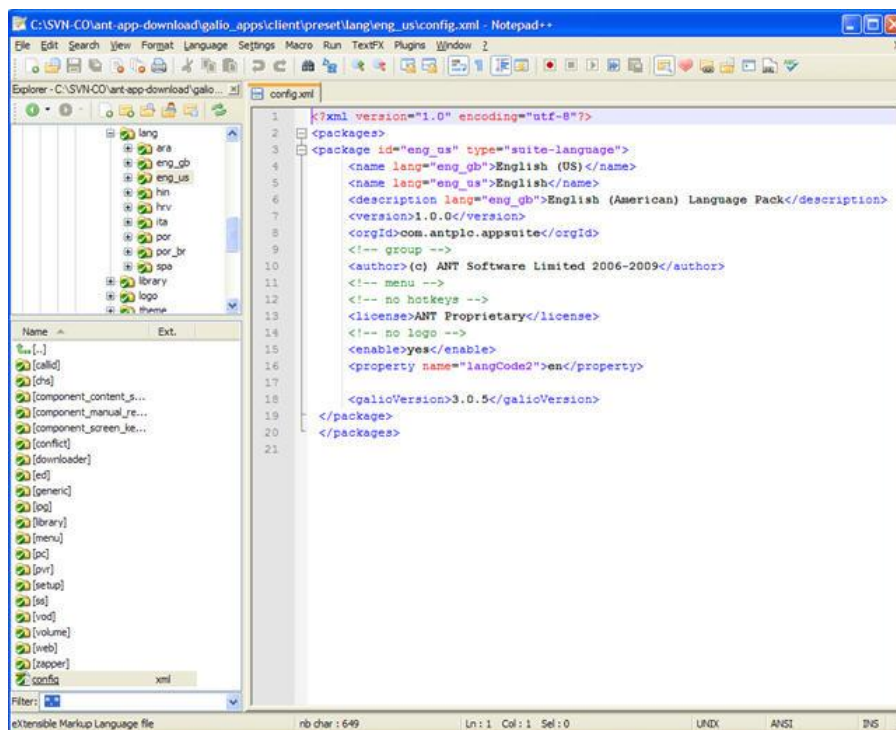 C:\SVN-CO\ant-app-download\galio_apps\client\preset\lang\eng_us\config.xml - Notepad++
File Edit Search View Format Language Settings Macro Run TextFX Plugins Window ?
Explorer - C:\SVN-CO\ant-app-download\galio...
config.xml
lang
ara
eng_gb
eng_us
hin
hrv
ita
por
por_br
spa
library
logo
theme
Name Ext.
[..]
[callid]
[chs]
[component_content_s...
[component_manual_re...
[component_screen_ke...
[conflict]
[downloader]
[ed]
[generic]
[ipg]
[library]
[menu]
[pc]
[pvr]
[setup]
[ss]
[vod]
[volume]
[web]
[zapper]
config xml
Filter:
1 <?xml version="1.0" encoding="utf-8"?>
2 <packages>
3 <package id="eng_us" type="suite-language">
4 <name lang="eng_gb">English (US)</name>
5 <name lang="eng_us">English</name>
6 <description lang="eng_gb">English (American) Language Pack</description>
7 <version>1.0.0</version>
8 <orgId>com.antplc.appsuite</orgId>
9 <!-- group -->
10 <author>(c) ANT Software Limited 2006-2009</author>
11 <!-- menu -->
12 <!-- no hotkeys -->
13 <license>ANT Proprietary</license>
14 <!-- no logo -->
15 <enable>yes</enable>
16 <property name="langCode2">en</property>
17
18 <galioVersion>3.0.5</galioVersion>
19 </package>
20 </packages>
21
eXtensible Markup Language file nb char : 649 Ln : 1 Col : 1 Sel : 0 UNIX ANSI INS